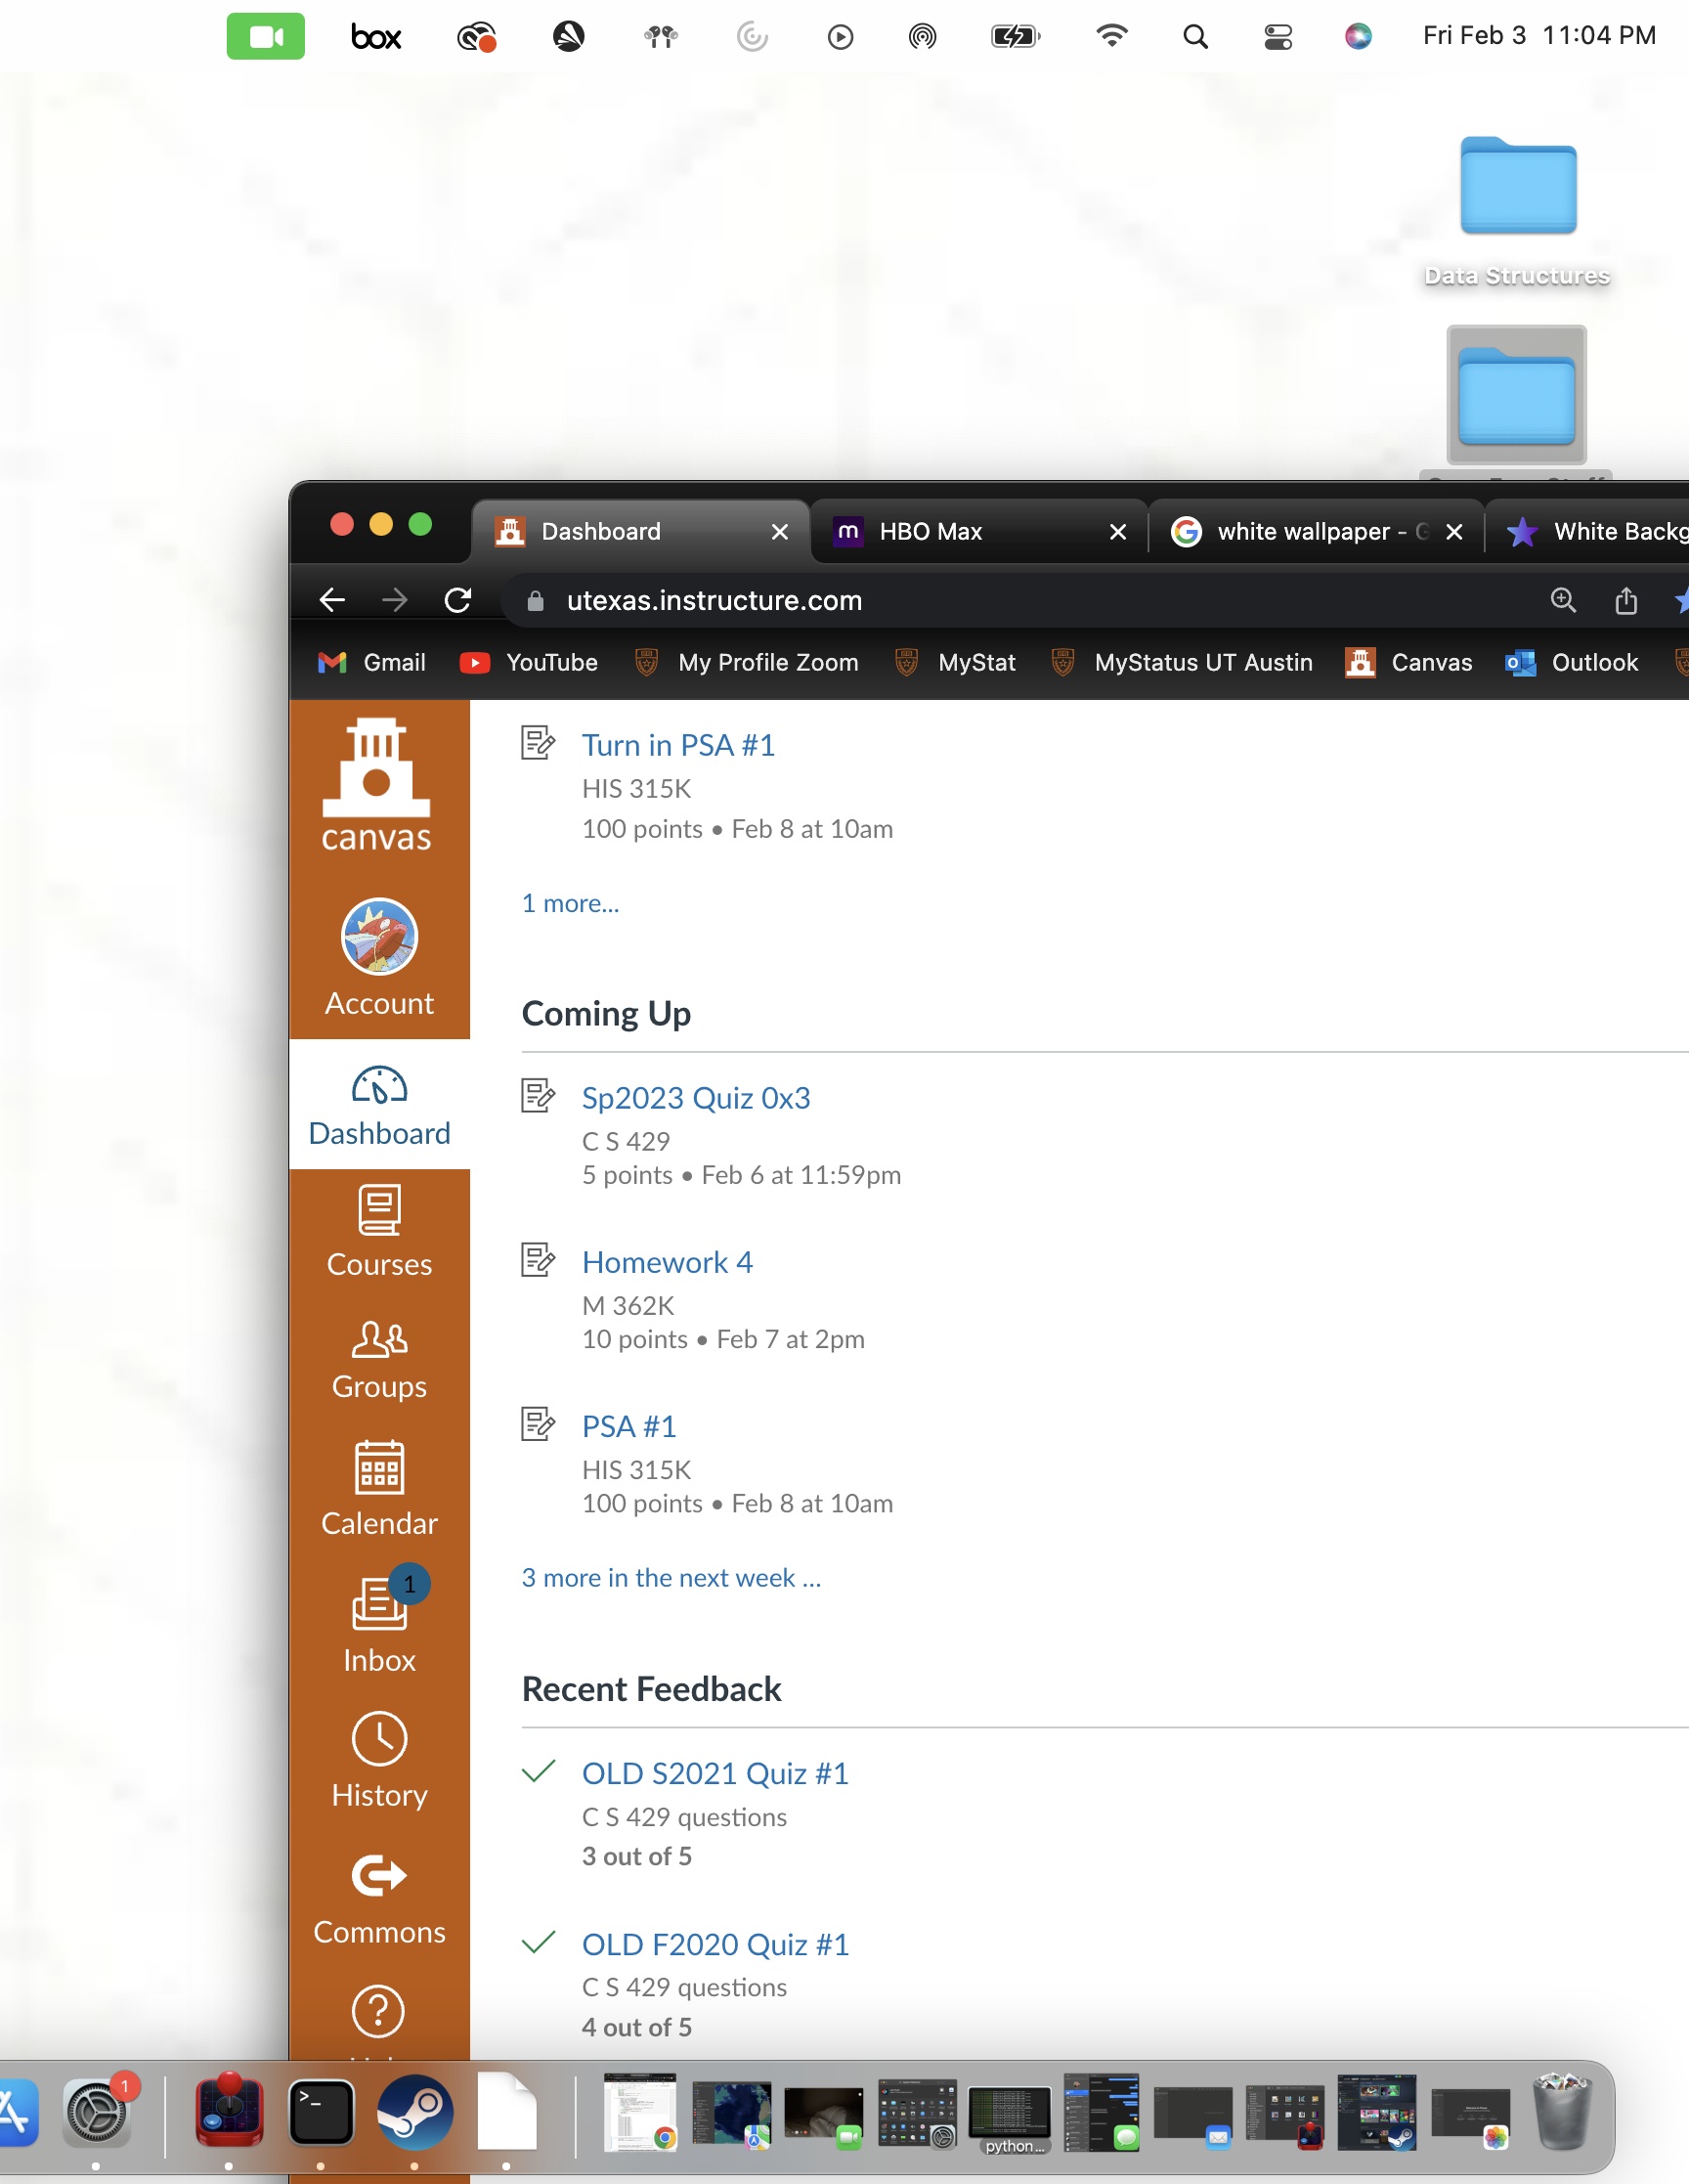 box
Fri Feb 3 11:04 PM
Data Structures
Dashboard
m HBO Max
white wallpaper - G
White Backg
utexas.instructure.com
Gmail YouTube My Profile Zoom MyStat MyStatus UT Austin Canvas Outlook
canvas
Account
Dashboard
Courses
Groups
Calendar
1
Inbox
History
Commons
Turn in PSA #1
HIS 315K
100 points • Feb 8 at 10am
1 more...
Coming Up
Sp2023 Quiz 0x3
C S 429
5 points • Feb 6 at 11:59pm
Homework 4
M 362K
10 points • Feb 7 at 2pm
PSA #1
HIS 315K
100 points • Feb 8 at 10am
3 more in the next week ...
Recent Feedback
OLD S2021 Quiz #1
C S 429 questions
3 out of 5
OLD F2020 Quiz #1
C S 429 questions
4 out of 5
1
>_
python ...